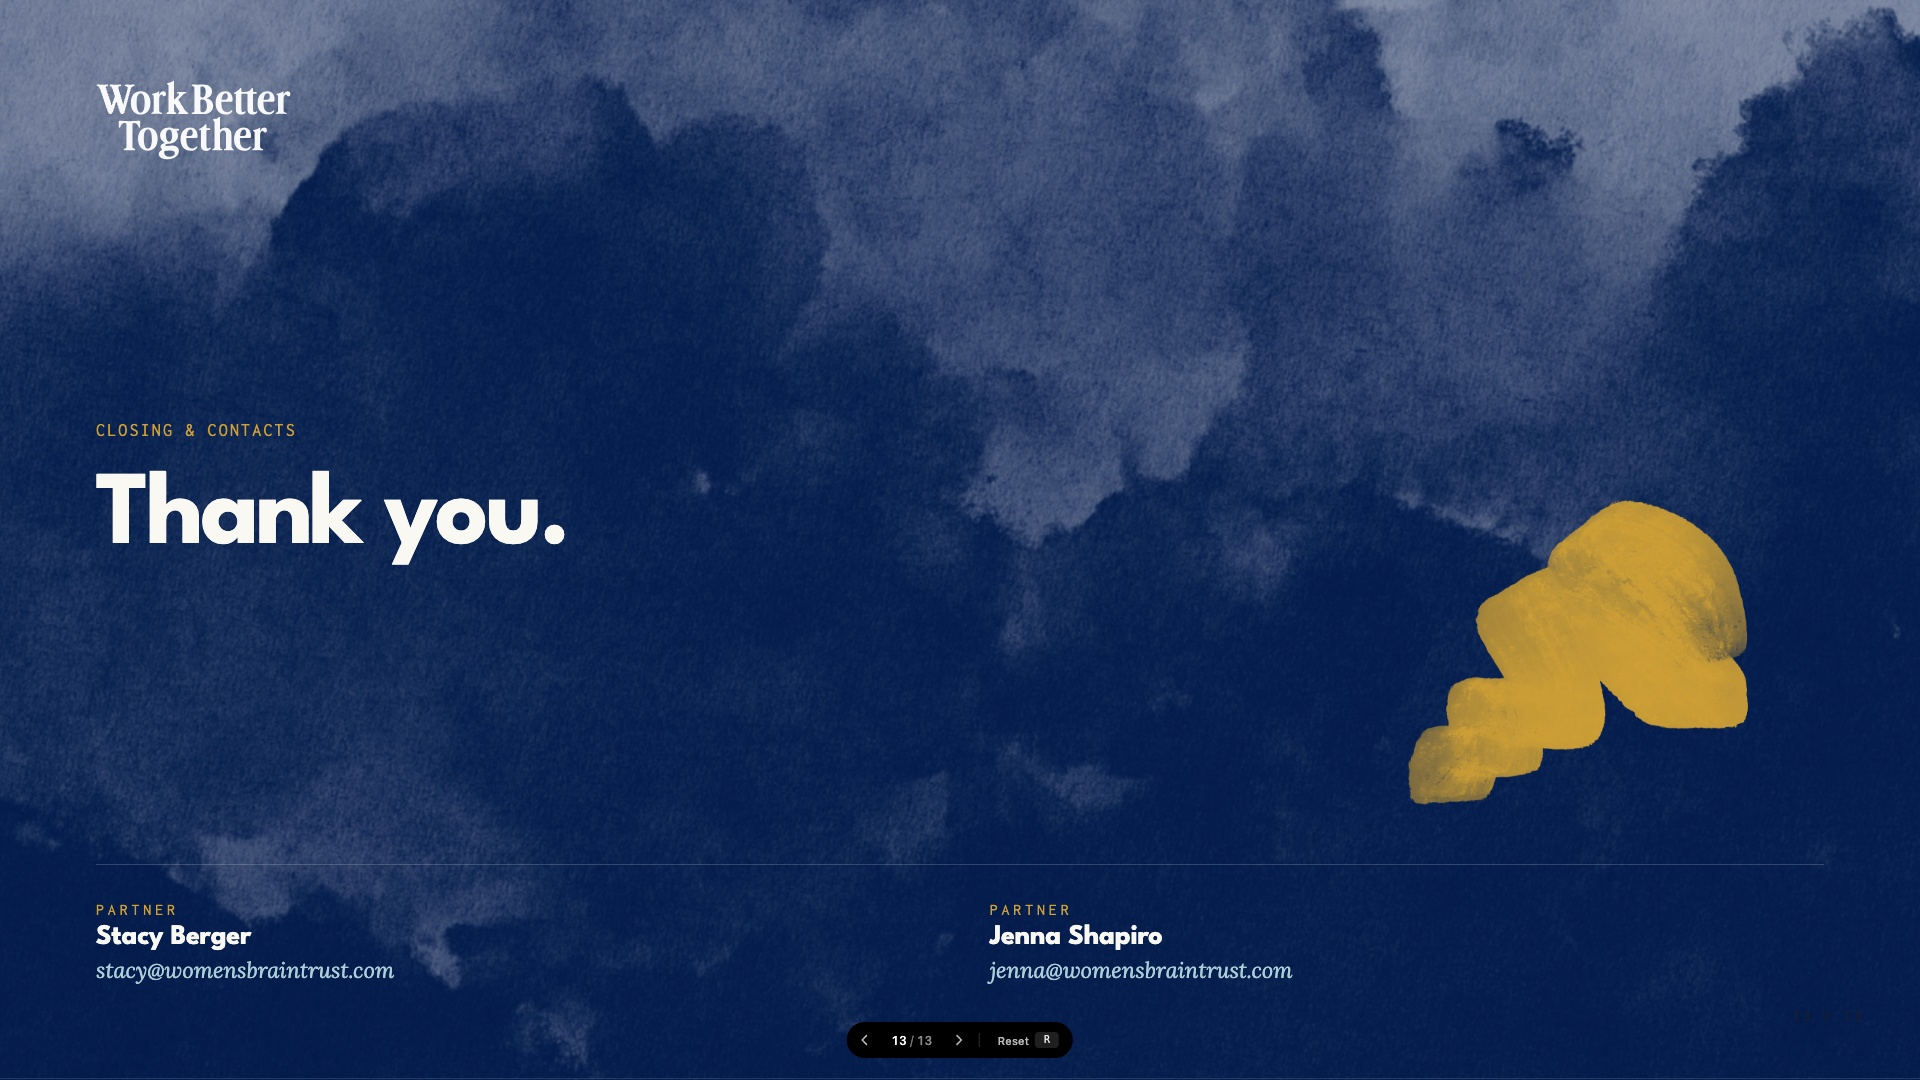 Work Better
Together
CLOSING & CONTACTS
Thank you.
PARTNER
Stacy Berger
stacy@womensbraintrust.com
PARTNER
Jenna Shapiro
jenna@womensbraintrust.com
13 / 13
Reset R